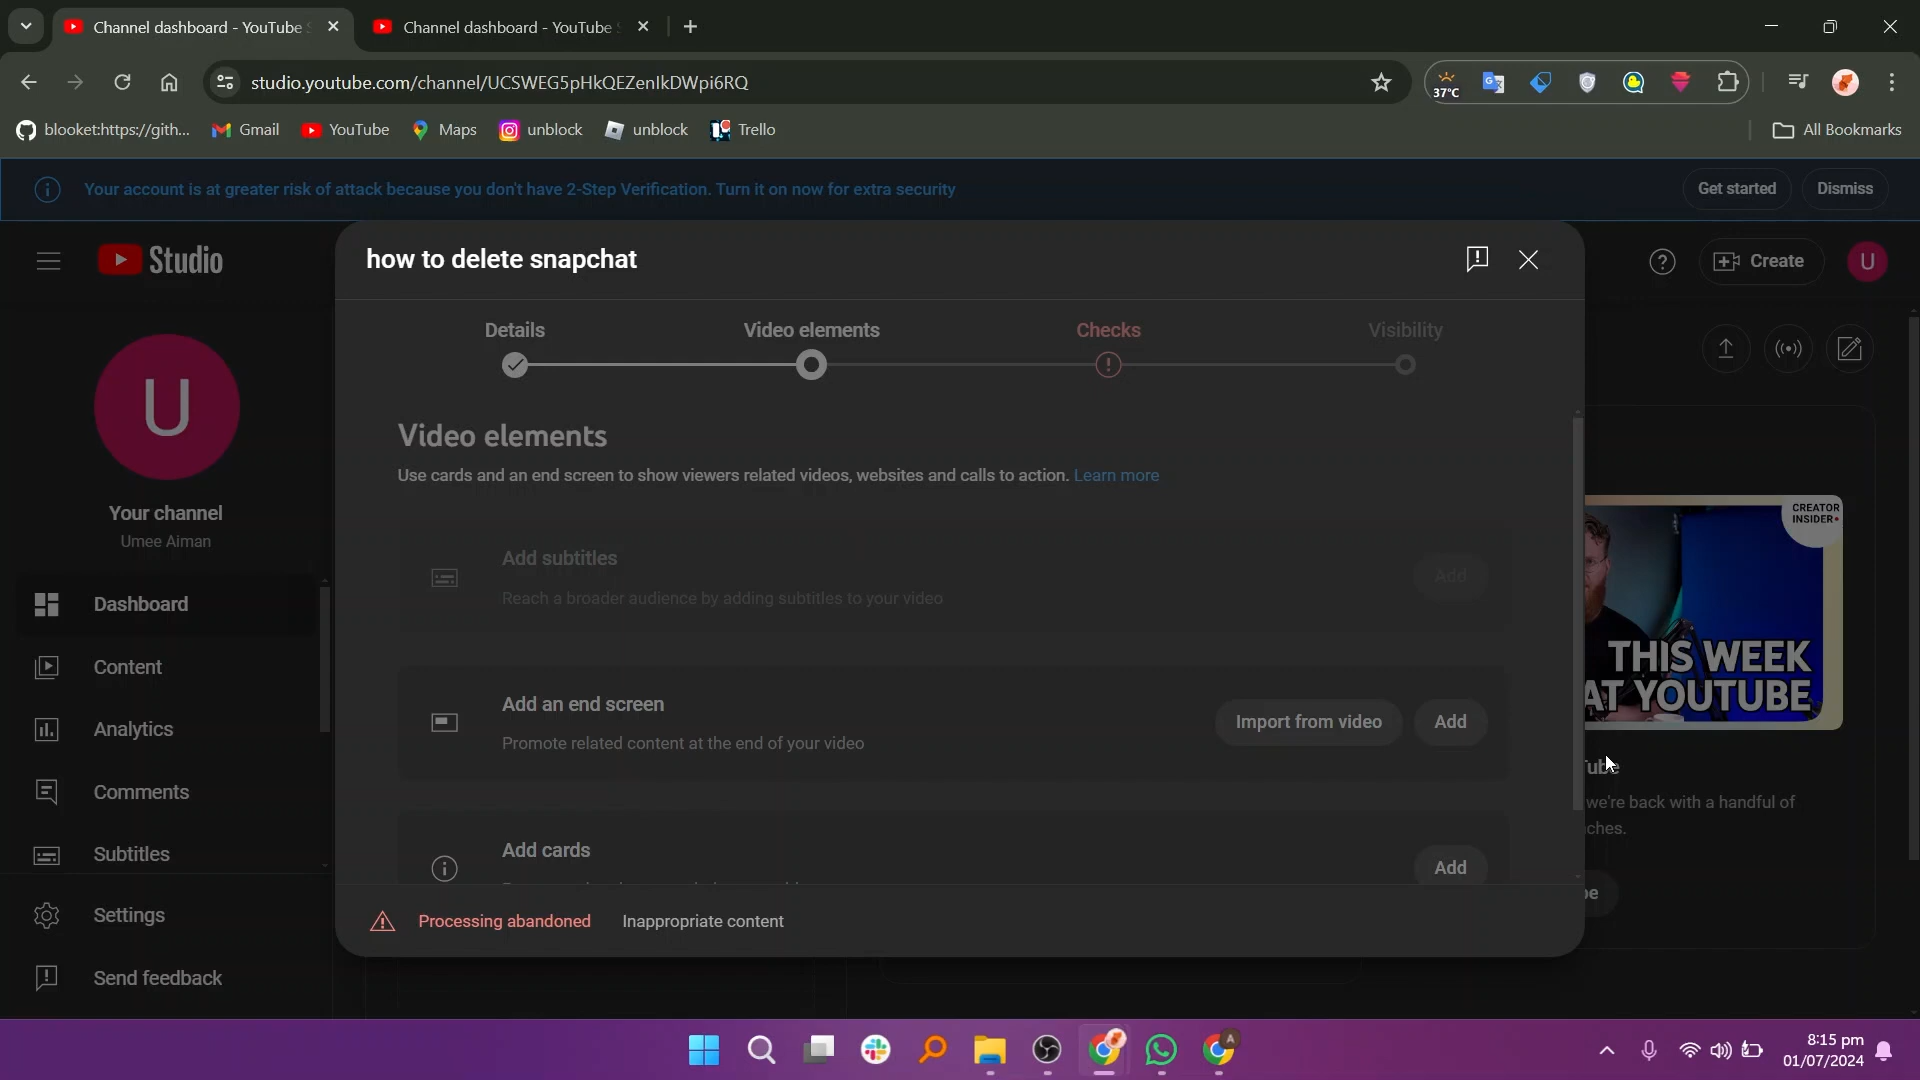 Channel dashboard - YouTube
Channel dashboard - YouTube
studio.youtube.com/channel/UCSWEG5pHkQEZenlkDWpi6RQ
37°C
blooket:https://gith...
Gmail
YouTube
Maps
unblock
unblock
Trello
All Bookmarks
Your account is at greater risk of attack because you don't have 2-Step Verification. Turn it on now for extra security
Get started
Dismiss
Studio
how to delete snapchat
Create
U
Details
Video elements
Checks
Visibility
U
Video elements
Use cards and an end screen to show viewers related videos, websites and calls to action. Learn more
Your channel
Umee Aiman
CREATOR
INSIDER
Add subtitles
Reach a broader audience by adding subtitles to your video
Add
Dashboard
Content
THIS WEEK
AT YOUTUBE
Add an end screen
Promote related content at the end of your video
Import from video
Add
Analytics
Comments
we're back with a handful of
ches.
Subtitles
Add cards
Add
Settings
Processing abandoned
Inappropriate content
Send feedback
A
8:15 pm
01/07/2024